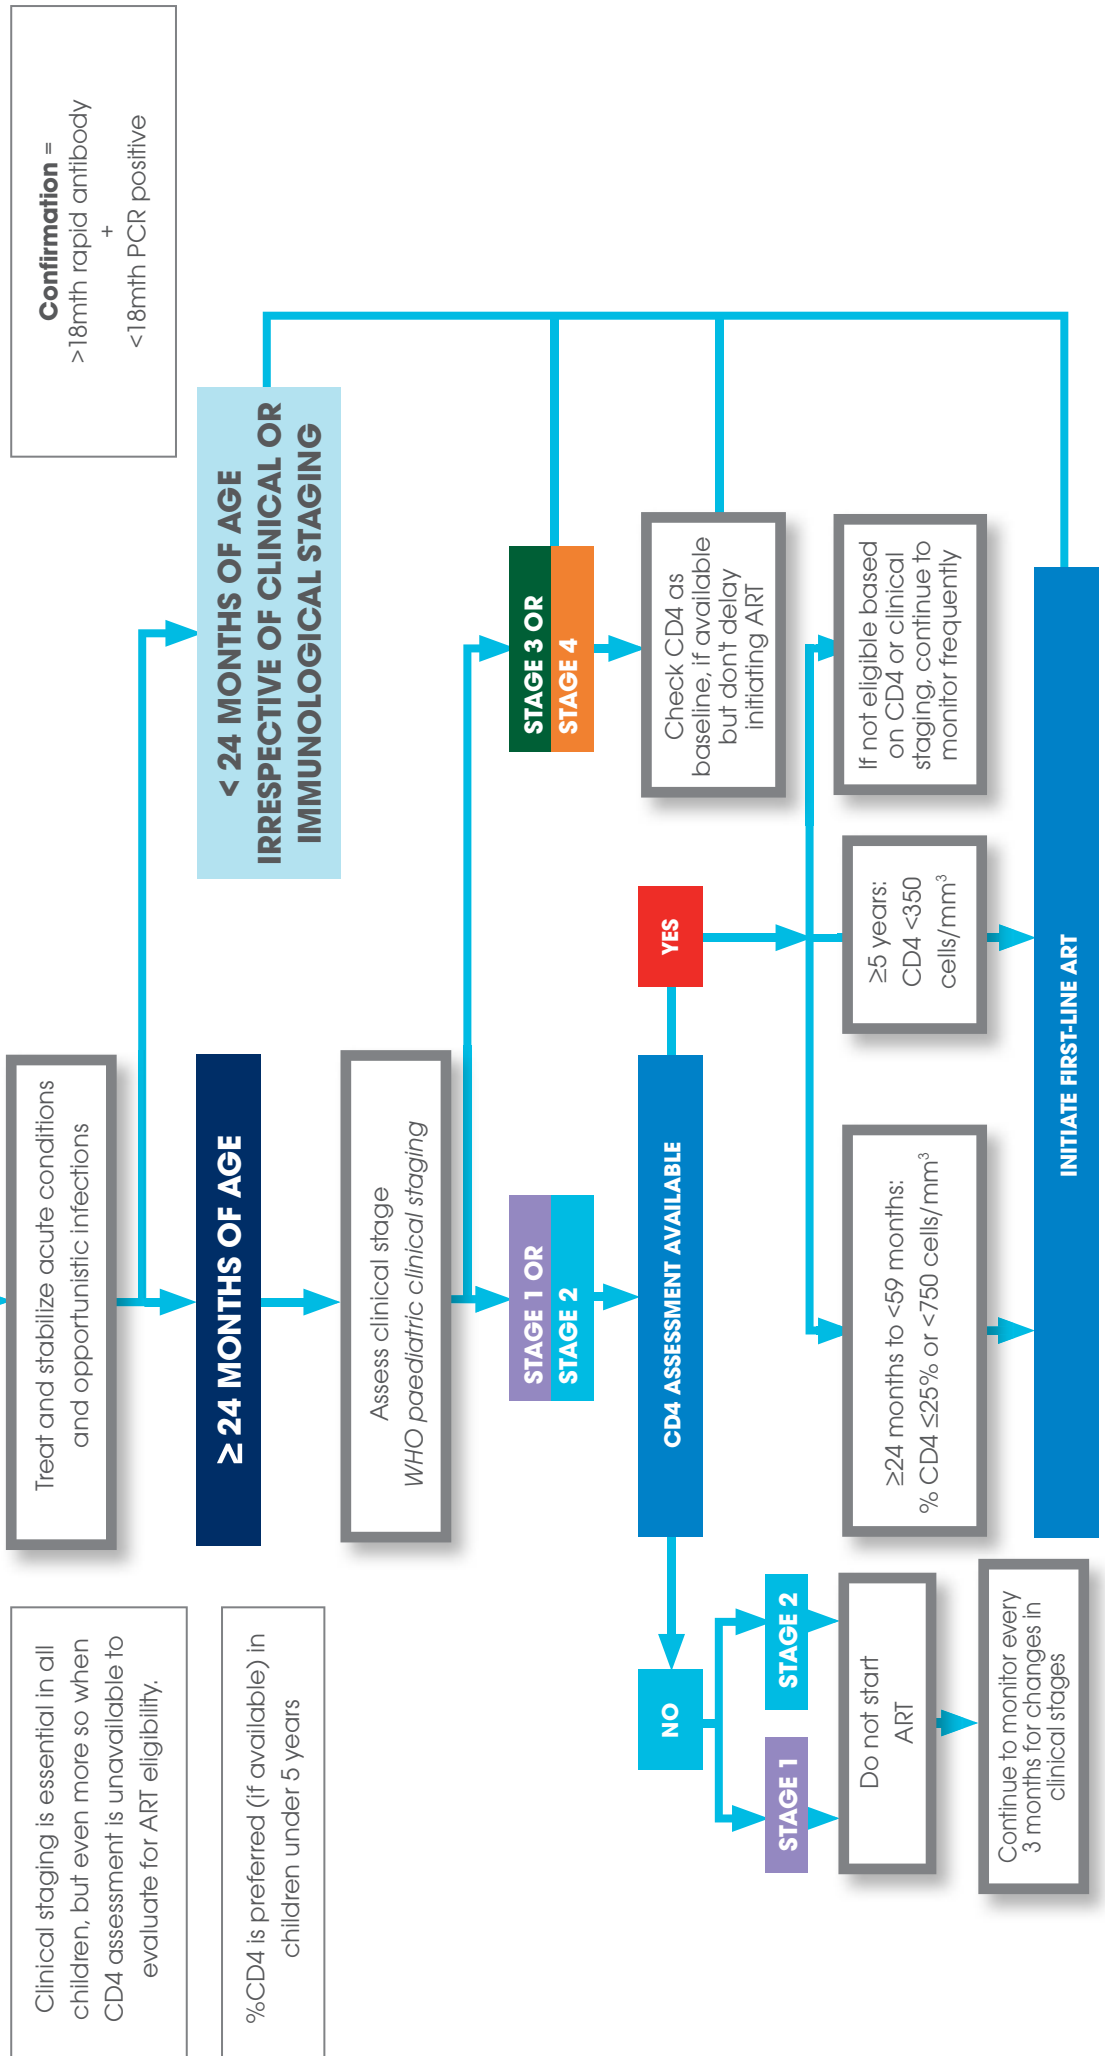 Clinical staging is essential in all
children, but even more so when
CD4 assessment is unavailable to
evaluate for ART eligibility.
%CD4 is preferred (if available) in
children under 5 years
Treat and stabilize acute conditions
and opportunistic infections
Confirmation =
>18mth rapid antibody
+
<18mth PCR positive
≥ 24 MONTHS OF AGE
< 24 MONTHS OF AGE
IRRESPECTIVE OF CLINICAL OR
IMMUNOLOGICAL STAGING
Assess clinical stage
WHO paediatric clinical staging
STAGE 1 OR
STAGE 2
STAGE 3 OR
STAGE 4
NO
CD4 ASSESSMENT AVAILABLE
YES
Check CD4 as
baseline, if available
but don't delay
initiating ART
STAGE 1
STAGE 2
Do not start
ART
≥24 months to <59 months:
% CD4 ≤25% or <750 cells/mm³
≥5 years:
CD4 <350
cells/mm³
If not eligible based
on CD4 or clinical
staging, continue to
monitor frequently
Continue to monitor every
3 months for changes in
clinical stages
INITIATE FIRST-LINE ART